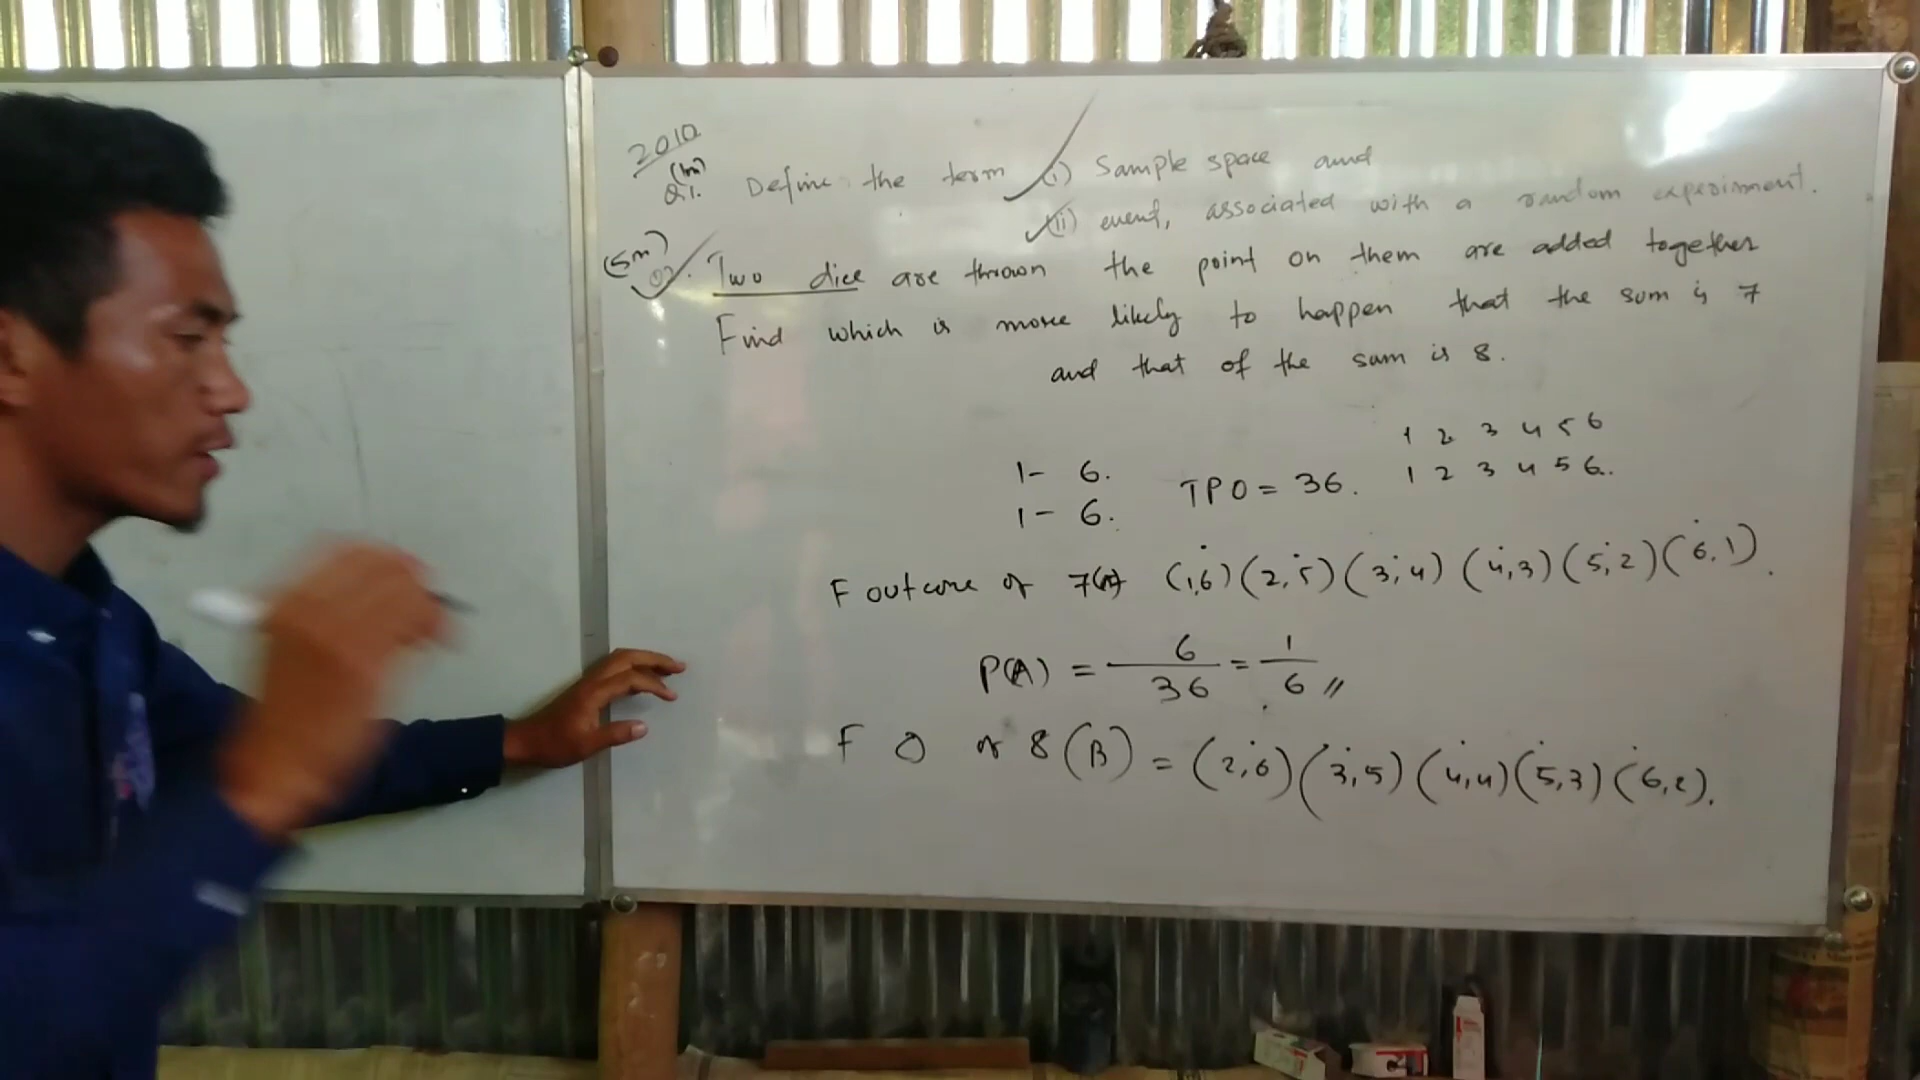 2010
(1m)
Q1. Define the term (i) Sample space and
(ii) event, associated with a random experiment.
(5m)
Q2. Two dice are thrown the point on them are added together
Find which is more likely to happen that the sum is 7
and that of the sum is 8.
1 2 3 4 5 6
1 - 6. TPO = 36. 1 2 3 4 5 6..
1 - 6.
F outcome of 7(A) (1,6) (2,5) (3,4) (4,3) (5,2) (6,1).
P(A) = 6/36 = 1/6 //
F O of 8 (B) = (2,6) (3,5) (4,4) (5,3) (6,2).